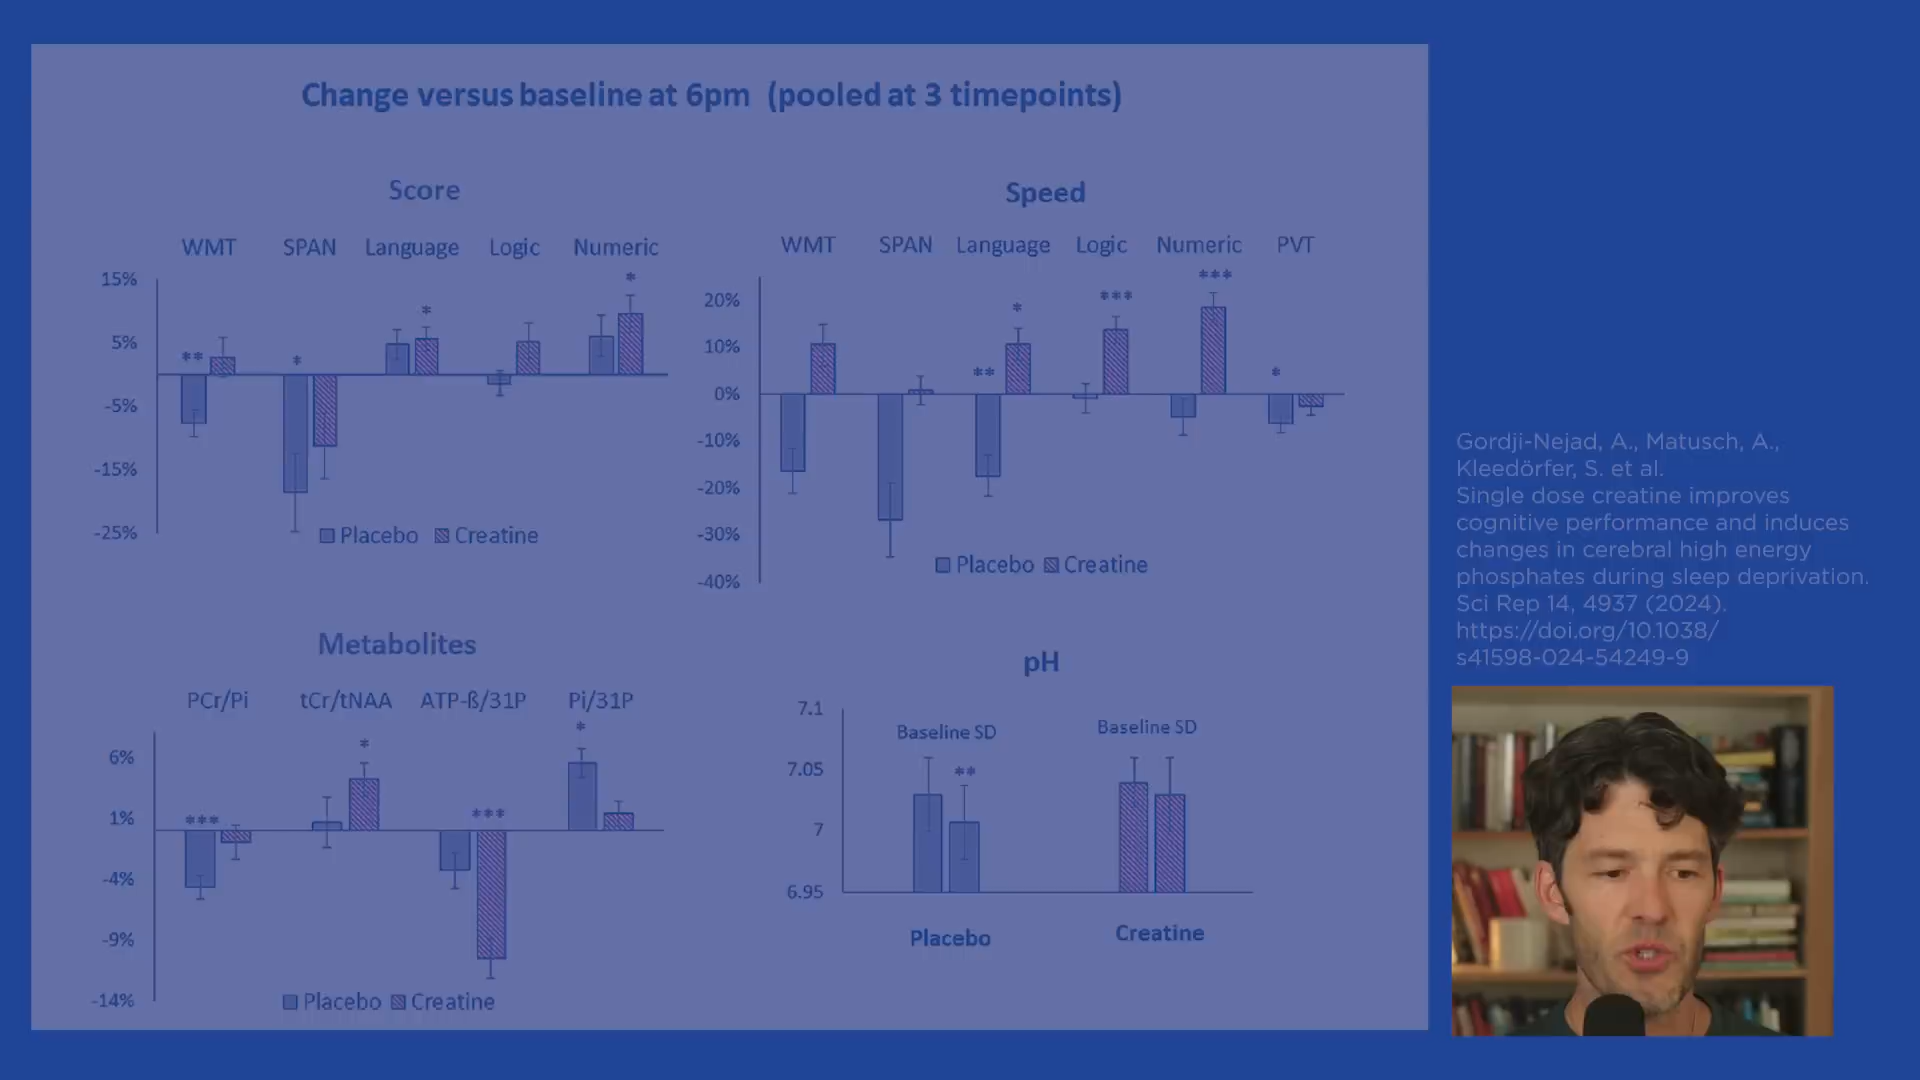 Change versus baseline at 6pm (pooled at 3 timepoints)
Score
WMT SPAN Language Logic Numeric
15%
5%
-5%
-15%
-25%
** * * *
Placebo Creatine
Speed
WMT SPAN Language Logic Numeric PVT
20%
10%
0%
-10%
-20%
-30%
-40%
** * *** *** *
Placebo Creatine
Metabolites
PCr/Pi tCr/tNAA ATP-ß/31P Pi/31P
6%
1%
-4%
-9%
-14%
*** * *** *
Placebo Creatine
pH
7.1
7.05
7
6.95
Baseline SD Baseline SD
**
Placebo Creatine
Gordji-Nejad, A., Matusch, A.,
Kleedörfer, S. et al.
Single dose creatine improves
cognitive performance and induces
changes in cerebral high energy
phosphates during sleep deprivation.
Sci Rep 14, 4937 (2024).
https://doi.org/10.1038/
s41598-024-54249-9